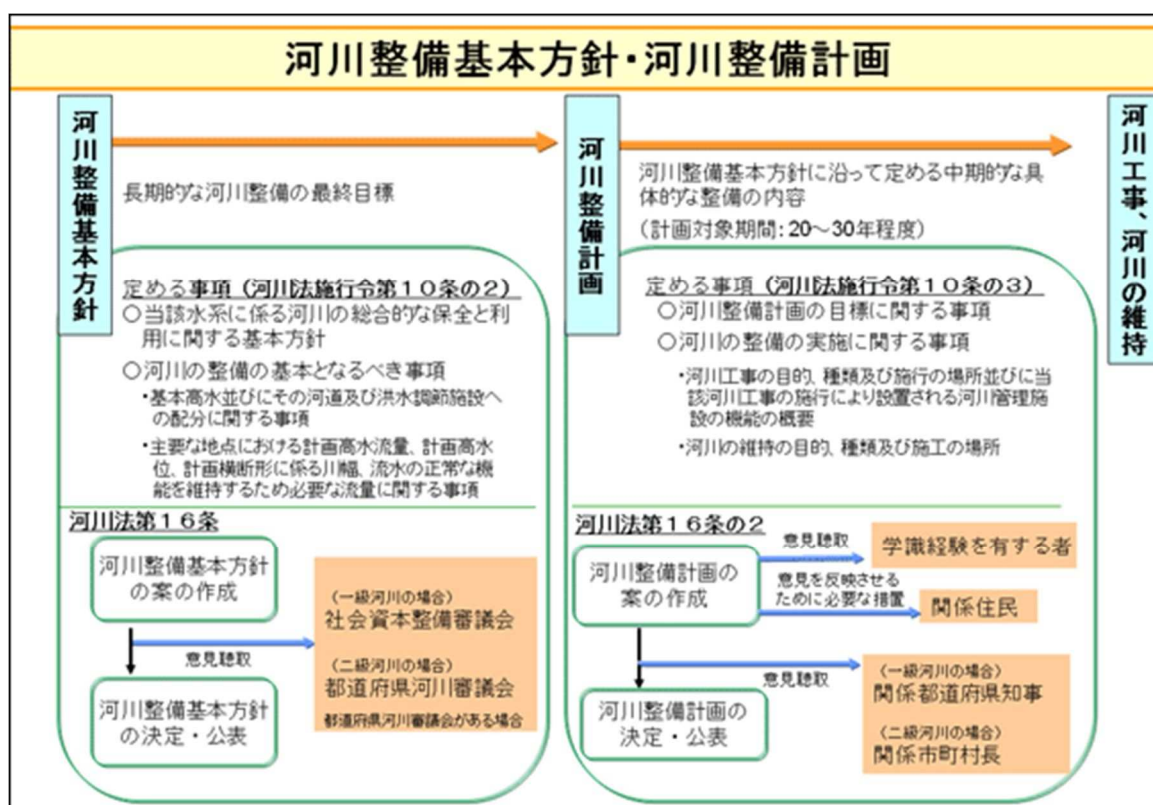 河川整備基本方針・河川整備計画
河川整備基本方針
長期的な河川整備の最終目標
定める事項（河川法施行令第１０条の２）
○当該水系に係る河川の総合的な保全と利
用に関する基本方針
○河川の整備の基本となるべき事項
・基本高水並びにその河道及び洪水調節施設へ
の配分に関する事項
・主要な地点における計画高水流量、計画高水
位、計画横断形に係る川幅、流水の正常な機
能を維持するため必要な流量に関する事項
河川法第１６条
河川整備基本方針
の案の作成
意見聴取
（一級河川の場合）
社会資本整備審議会
（二級河川の場合）
都道府県河川審議会
都道府県河川審議会がある場合
河川整備基本方針
の決定・公表
河川整備計画
河川整備基本方針に沿って定める中期的な具
体的な整備の内容
（計画対象期間：20～30年程度）
定める事項（河川法施行令第１０条の３）
○河川整備計画の目標に関する事項
○河川の整備の実施に関する事項
・河川工事の目的、種類及び施行の場所並びに当
該河川工事の施行により設置される河川管理施
設の機能の概要
・河川の維持の目的、種類及び施工の場所
河川法第１６条の２
河川整備計画の
案の作成
意見聴取
学識経験を有する者
意見を反映させる
ために必要な措置
関係住民
意見聴取
（一級河川の場合）
関係都道府県知事
（二級河川の場合）
関係市町村長
河川整備計画の
決定・公表
河川工事、河川の維持